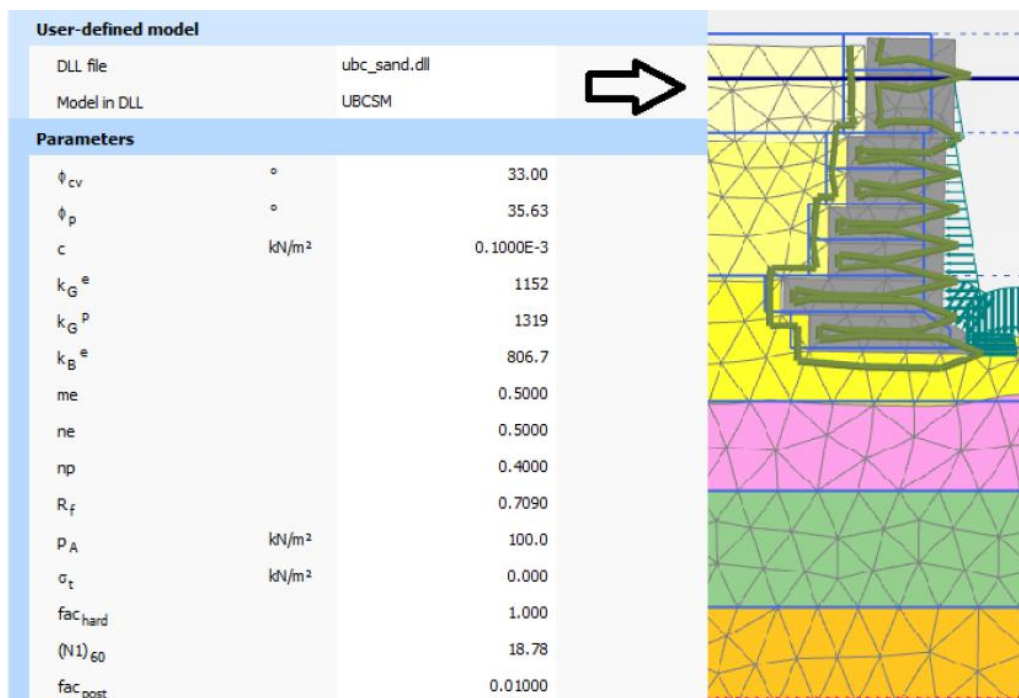 User-defined model
DLL file ubc_sand.dll
Model in DLL UBCSM
Parameters
ϕcv ° 33.00
ϕp ° 35.63
c kN/m² 0.1000E-3
kG e 1152
kG p 1319
kB e 806.7
me 0.5000
ne 0.5000
np 0.4000
Rf 0.7090
pA kN/m² 100.0
σt kN/m² 0.000
fachard 1.000
(N1)60 18.78
facpost 0.01000